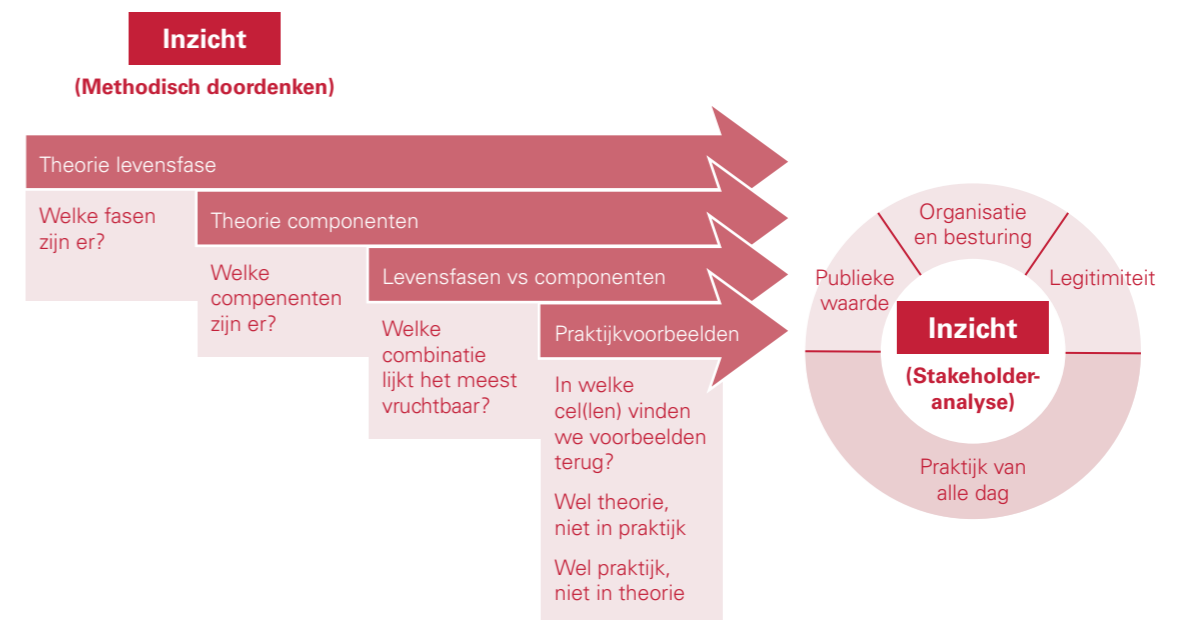 Inzicht
(Methodisch doordenken)
Theorie levensfase
Welke fasen
zijn er?
Theorie componenten
Welke
compenenten
zijn er?
Levensfasen vs componenten
Welke
combinatie
lijkt het meest
vruchtbaar?
Praktijkvoorbeelden
In welke
cel(len) vinden
we voorbeelden
terug?
Wel theorie,
niet in praktijk
Wel praktijk,
niet in theorie
Organisatie
en besturing
Publieke
waarde
Legitimiteit
Inzicht
(Stakeholder-
analyse)
Praktijk van
alle dag